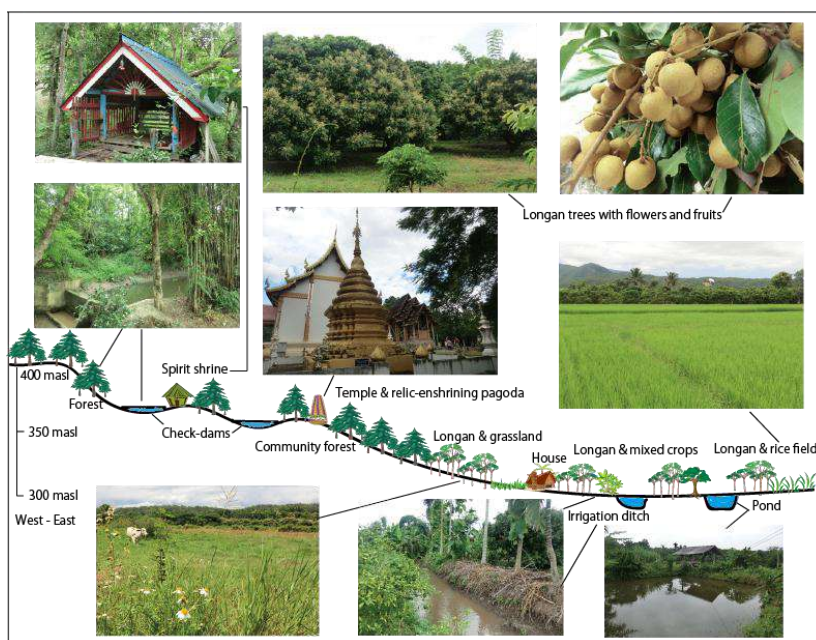 Longan trees with flowers and fruits
400 masl
Spirit shrine
Forest
Temple & relic-enshrining pagoda
350 masl
Check-dams
Community forest
Longan & grassland
House
Longan & mixed crops
Longan & rice field
300 masl
West - East
Irrigation ditch
Pond